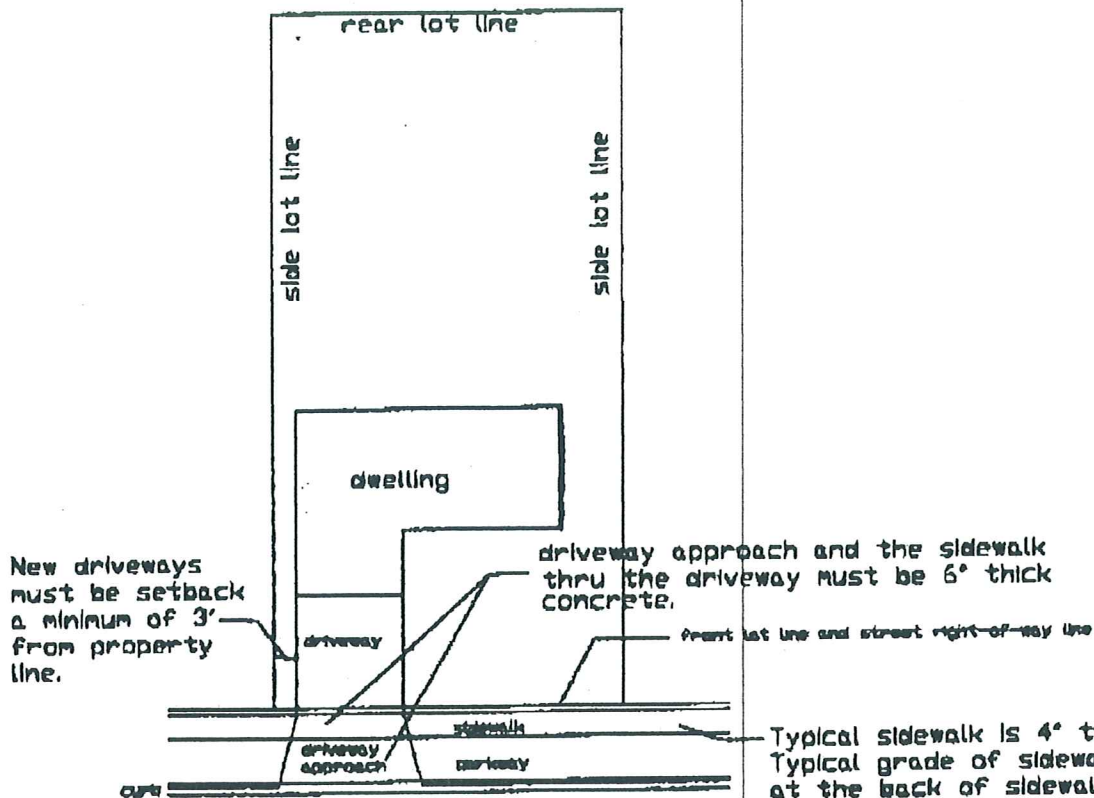 rear lot line
side lot line
side lot line
dwelling
New driveways
must be setback
a minimum of 3'
from property
line.
driveway approach and the sidewalk
thru the driveway must be 6" thick
concrete.
driveway
front lot line and street right-of-way line
sidewalk
driveway
approach
parkway
curb
Typical sidewalk is 4" t
Typical grade of sidewa
at the back of sidewal